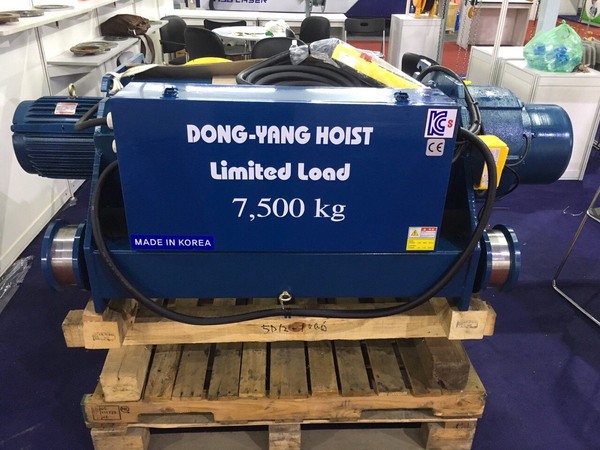 DONG-YANG HOIST
Limited Load
7,500 kg
MADE IN KOREA
KCs
CE